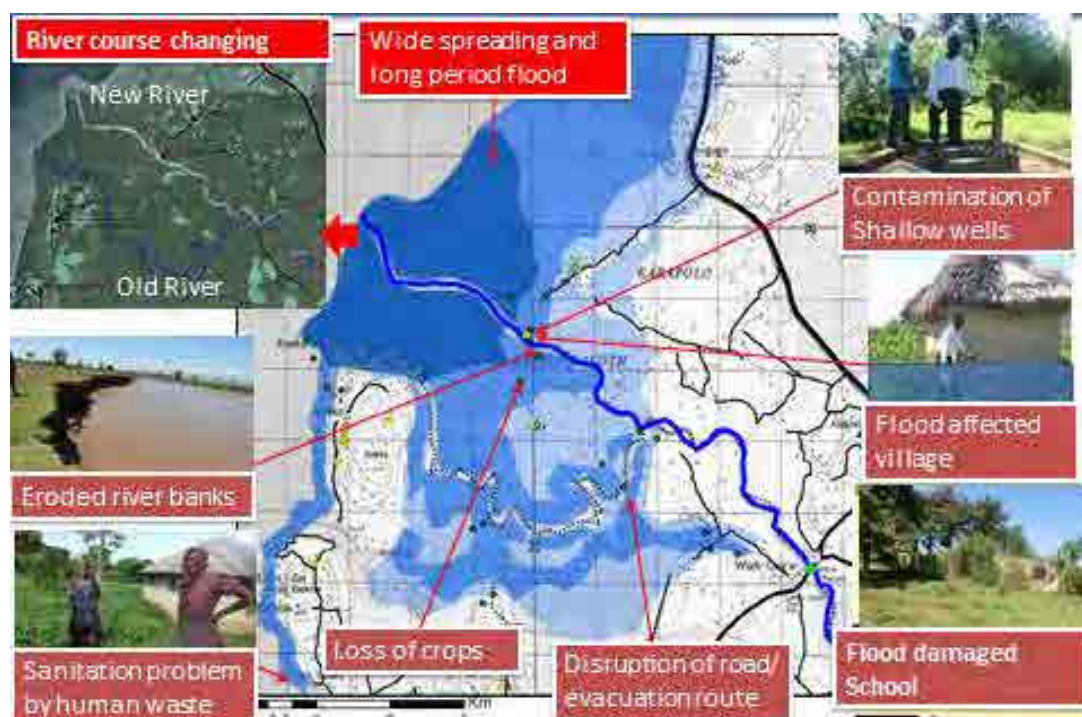 River course changing
New River
Old River
Wide spreading and
long period flood
Contamination of
Shallow wells
Flood affected
village
Eroded river banks
Sanitation problem
by human waste
Loss of crops
Disruption of road/
evacuation route
Flood damaged
School
Km